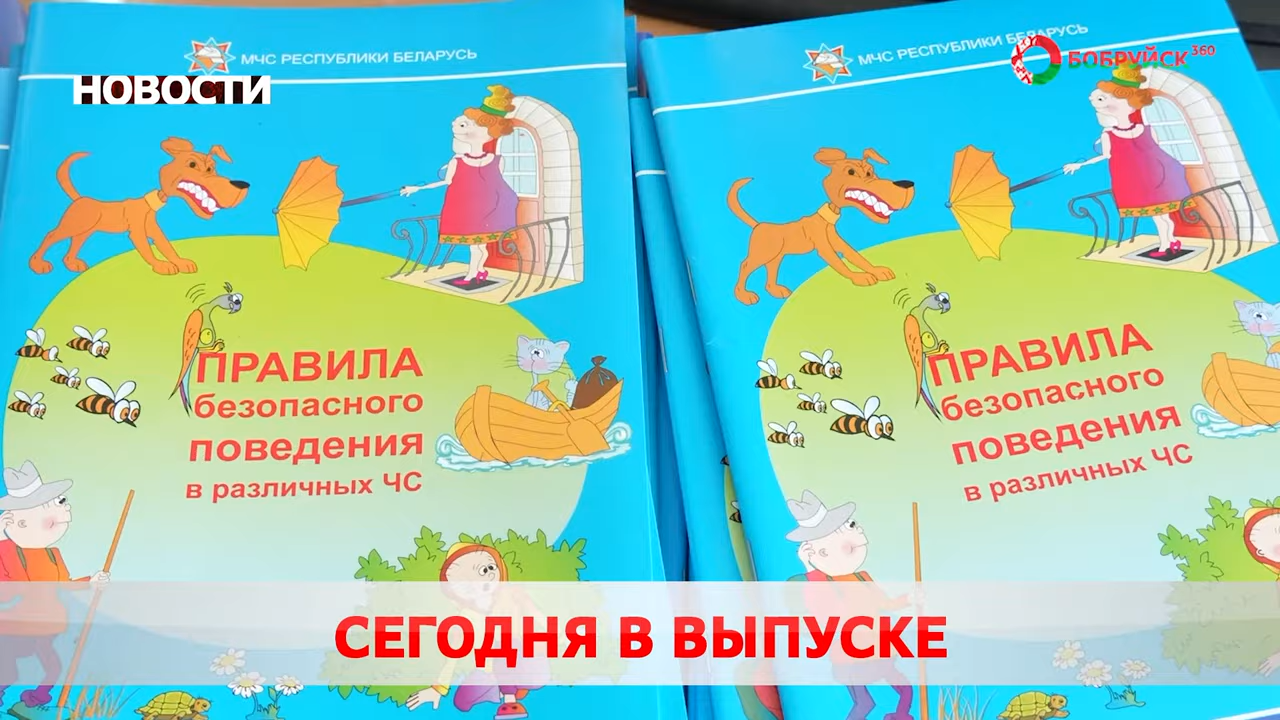 МЧС РЕСПУБЛИКИ БЕЛАРУСЬ
МЧС РЕСПУБЛИКИ БЕЛАРУСЬ
БОБРУЙСК 360
НОВОСТИ
ПРАВИЛА
безопасного
поведения
в различных ЧС
ПРАВИЛА
безопасного
поведения
в различных ЧС
СЕГОДНЯ В ВЫПУСКЕ